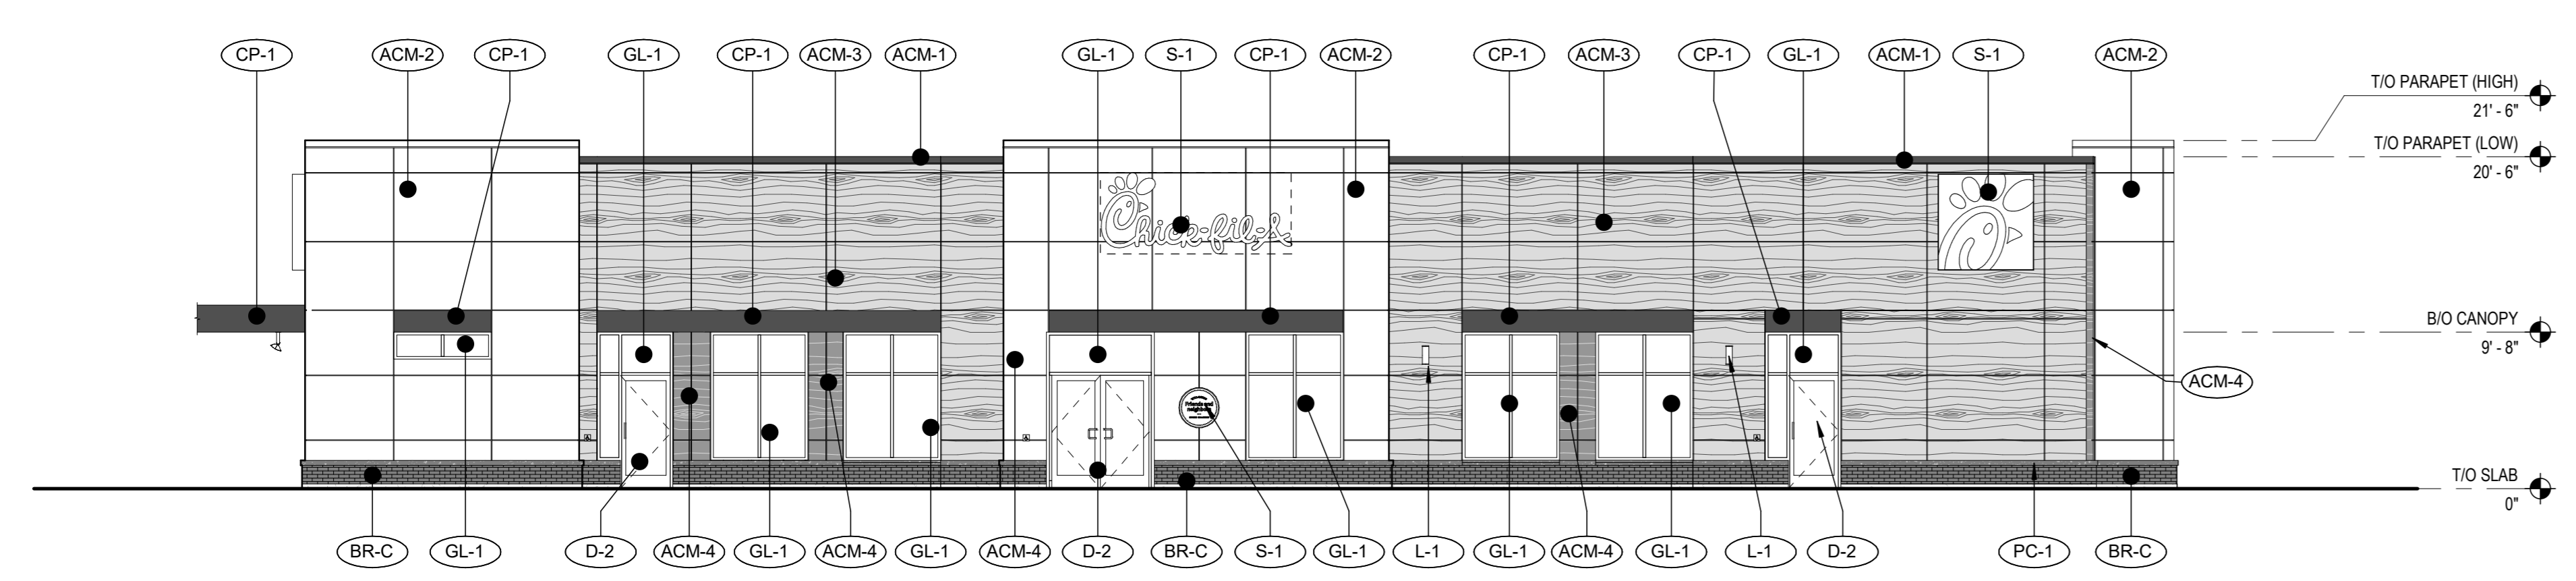 CP-1 ACM-2 CP-1 GL-1 CP-1 ACM-3 ACM-1 GL-1 S-1 CP-1 ACM-2 CP-1 ACM-3 CP-1 GL-1 ACM-1 S-1 ACM-2
T/O PARAPET (HIGH)
21' - 6"
T/O PARAPET (LOW)
20' - 6"
Chick-fil-A
B/O CANOPY
9' - 8"
ACM-4
Friends and
neighbors
T/O SLAB
0"
BR-C GL-1 D-2 ACM-4 GL-1 ACM-4 GL-1 ACM-4 D-2 BR-C S-1 GL-1 L-1 GL-1 ACM-4 GL-1 L-1 D-2 PC-1 BR-C